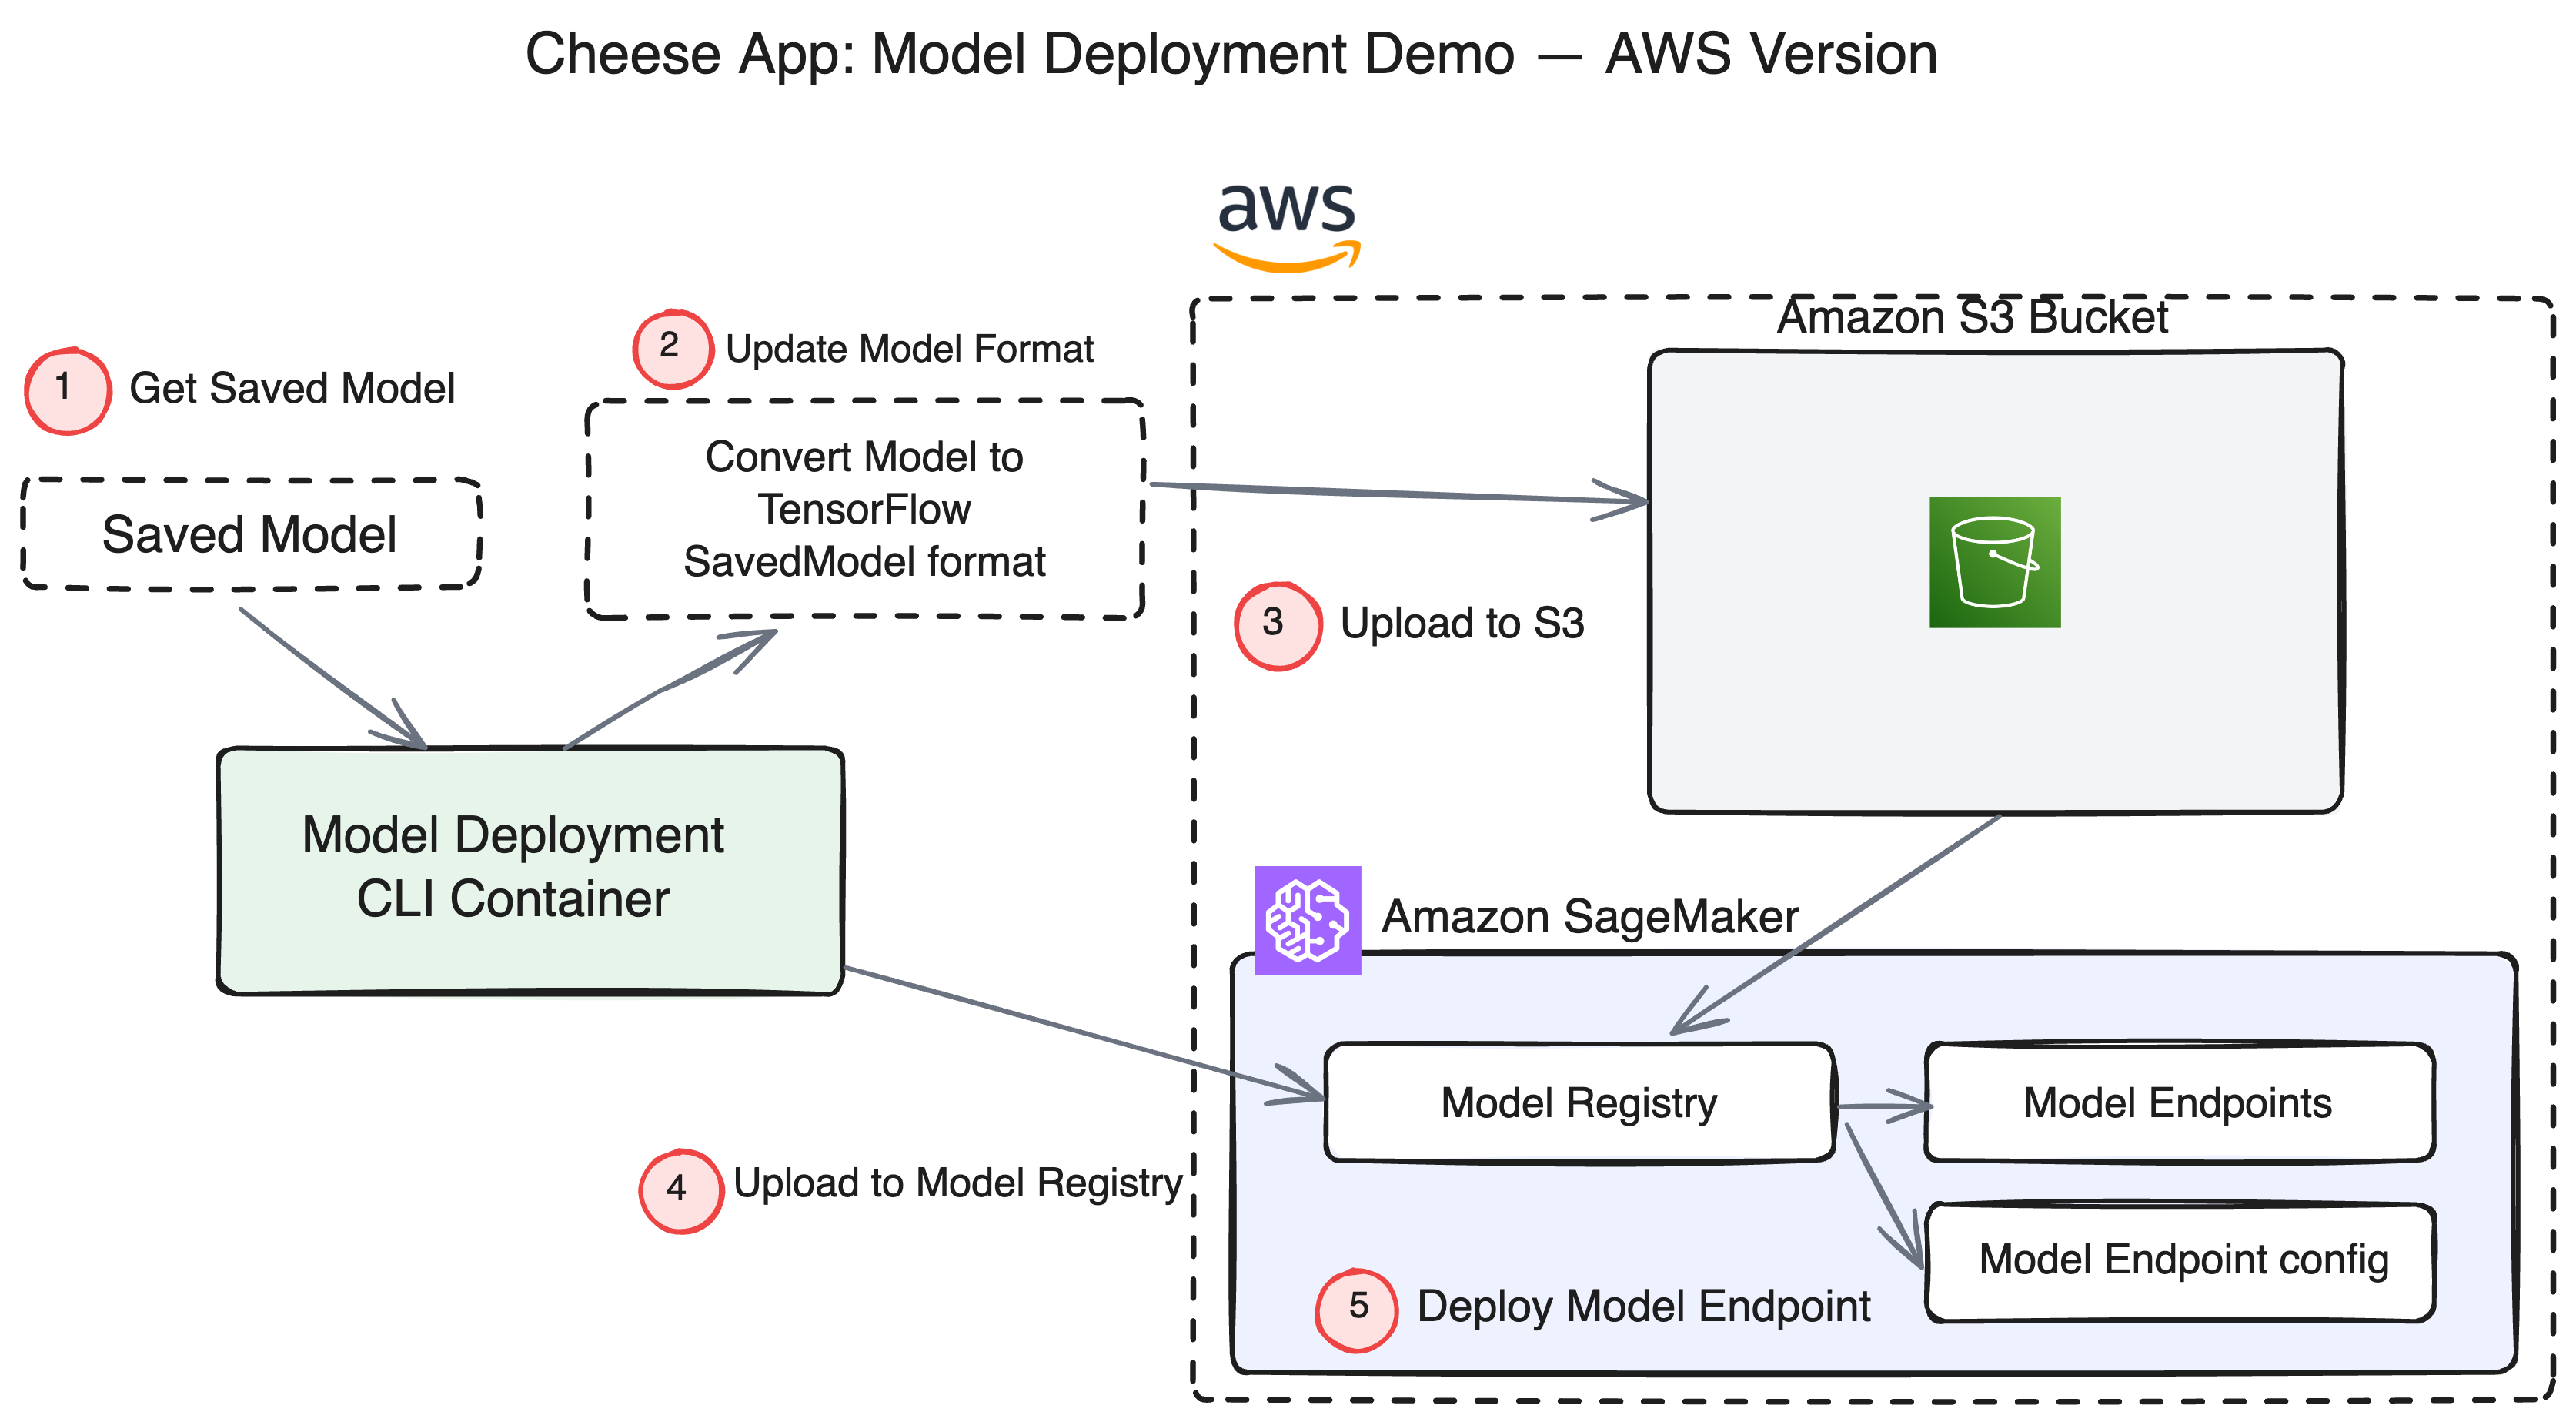 Cheese App: Model Deployment Demo — AWS Version
aws
Amazon S3 Bucket
2
Update Model Format
1
Get Saved Model
Convert Model to
TensorFlow
SavedModel format
Saved Model
3
Upload to S3
Model Deployment
CLI Container
Amazon SageMaker
Model Registry
Model Endpoints
4
Upload to Model Registry
Model Endpoint config
5
Deploy Model Endpoint